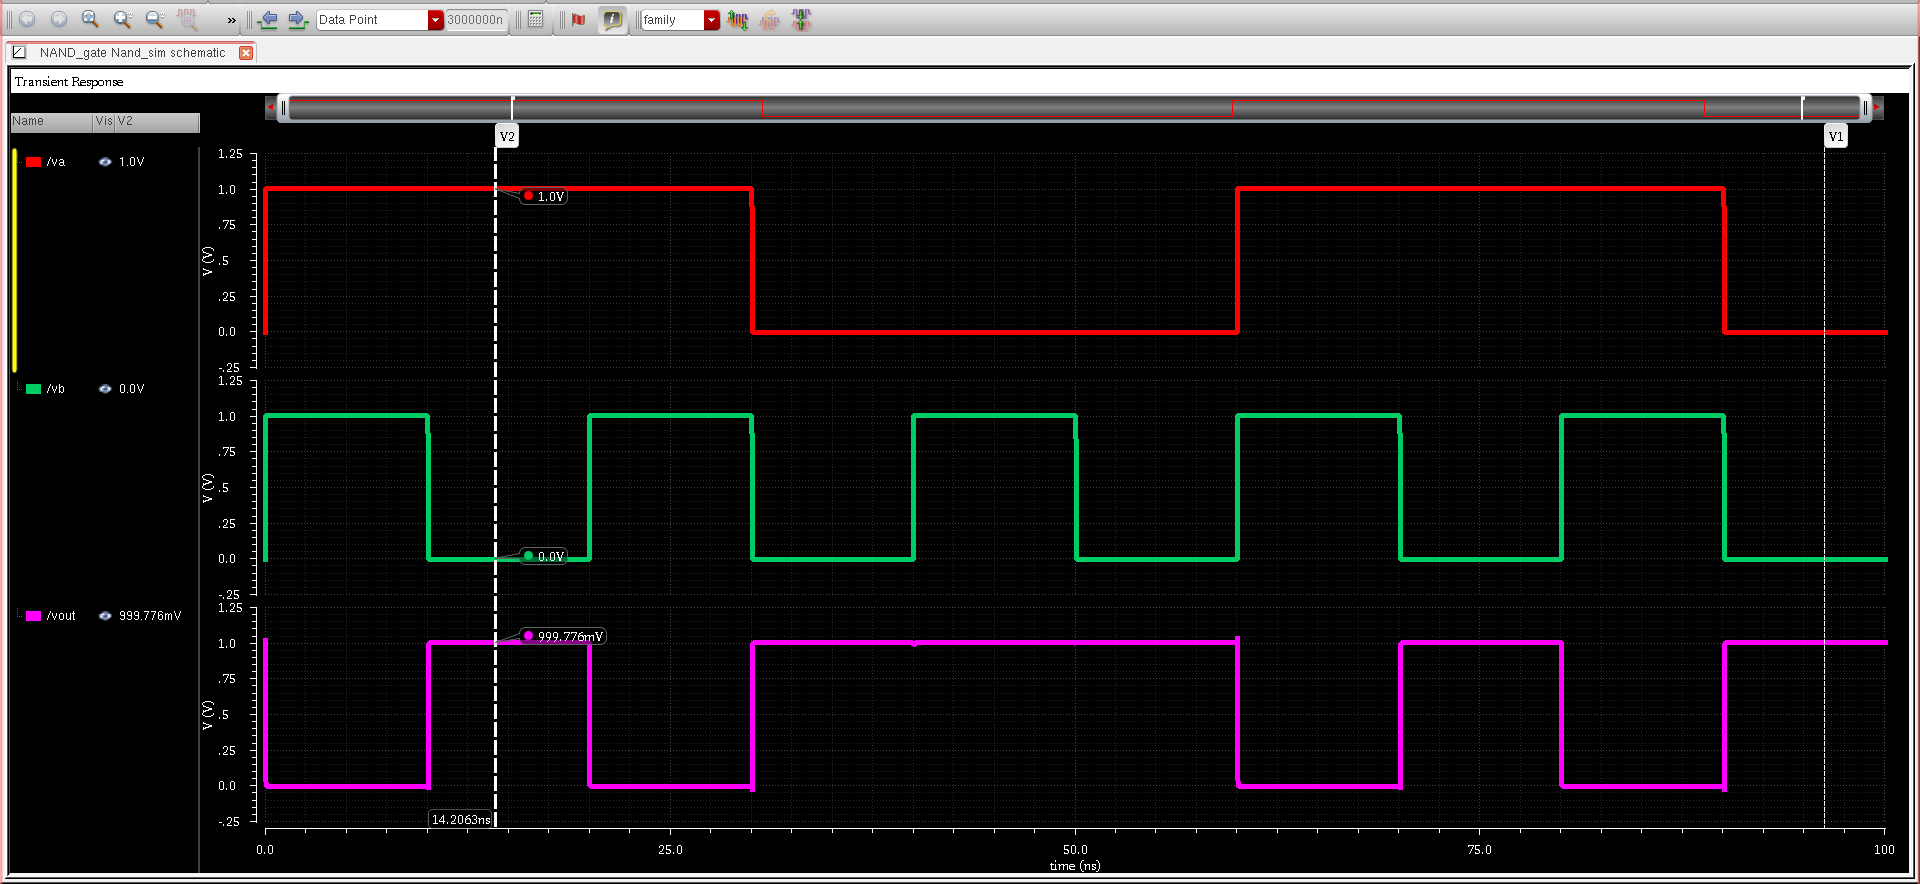 » Data Point 3000000n family
NAND_gate Nand_sim schematic
Transient Response
Name Vis V2
V2 V1
/va 1.0V
1.25
1.0
.75
.5
.25
0.0
-.25
V (V)
1.0V
/vb 0.0V
1.25
1.0
.75
.5
.25
0.0
-.25
V (V)
0.0V
/vout 999.776mV
1.25
1.0
.75
.5
.25
0.0
-.25
V (V)
999.776mV
14.2063ns
0.0 25.0 50.0 75.0 100
time (ns)